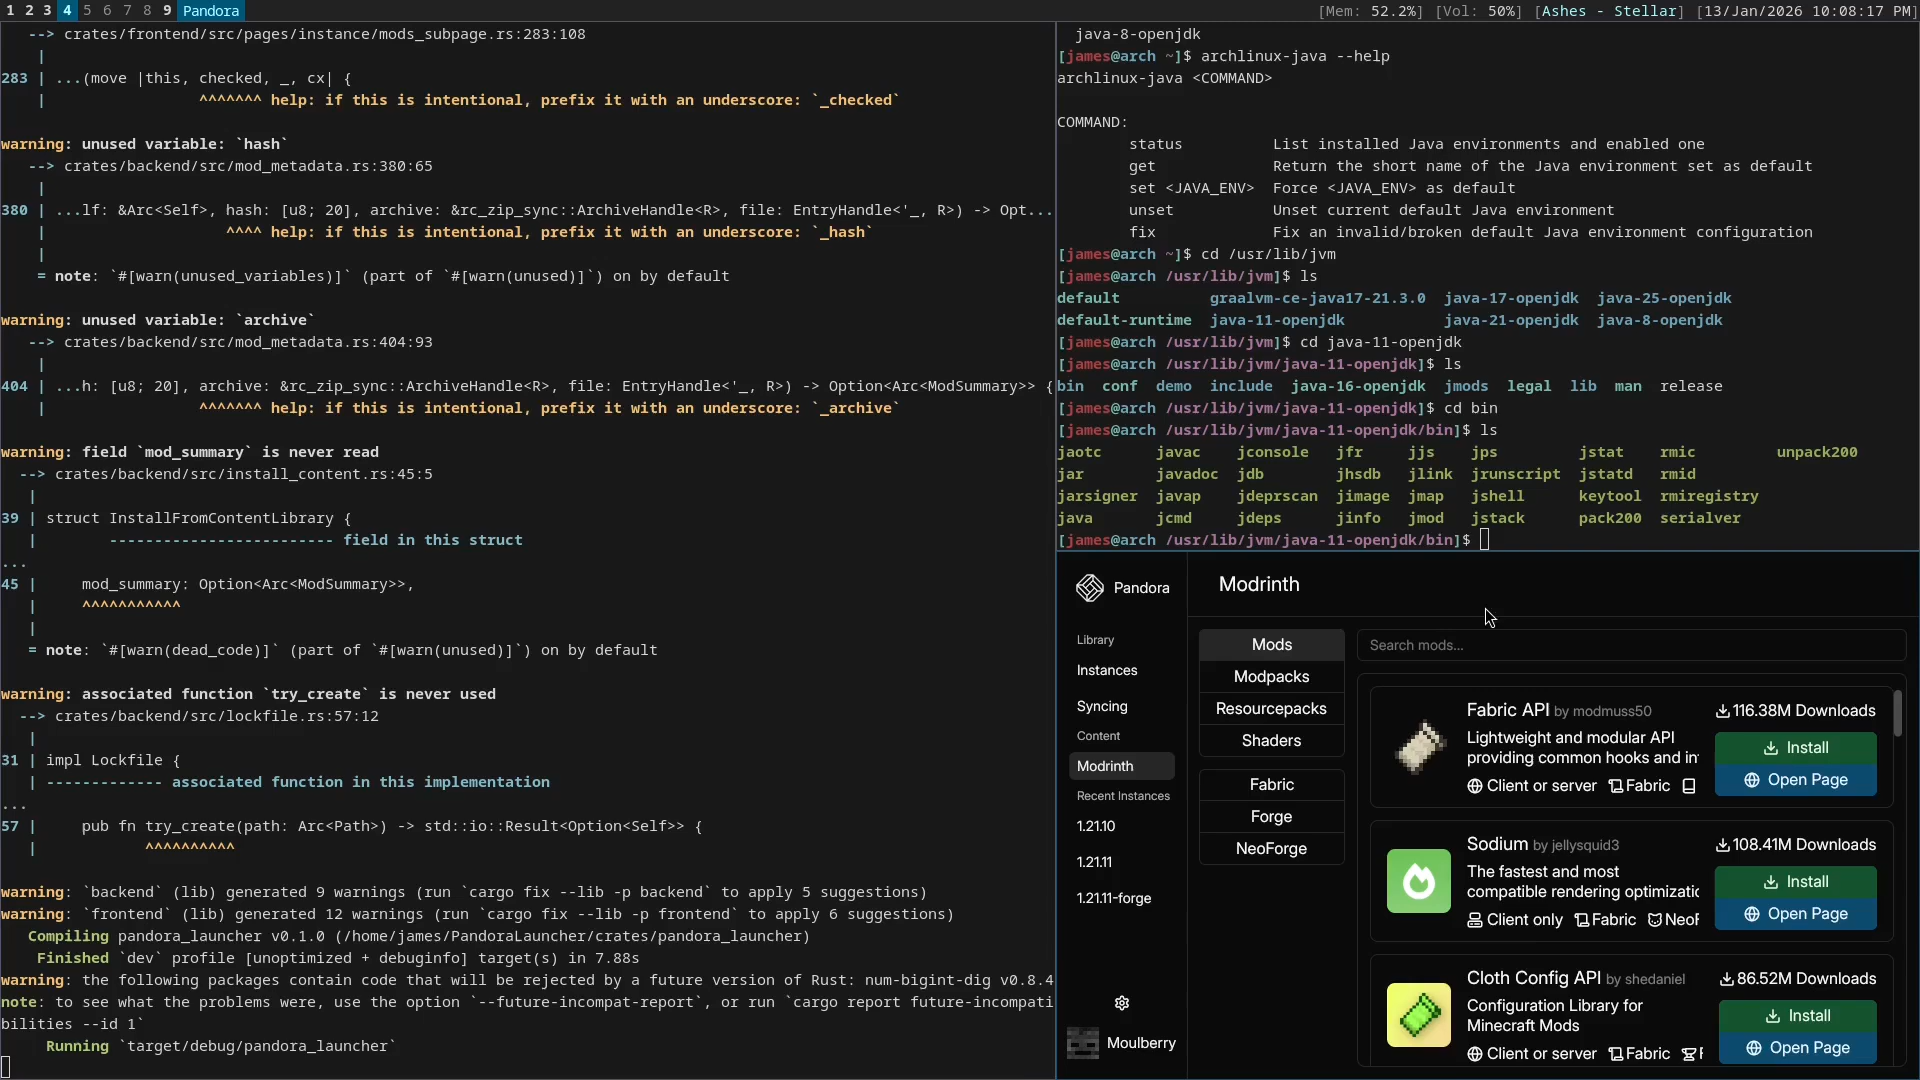 1 2 3 4 5 6 7 8 9 Pandora
[Mem: 52.2%] [Vol: 50%] [Ashes - Stellar] [13/Jan/2026 10:08:17 PM]
--> crates/frontend/src/pages/instance/mods_subpage.rs:283:108
|
283 | ...(move |this, checked, _, cx| {
| ^^^^^^^ help: if this is intentional, prefix it with an underscore: `_checked`
warning: unused variable: `hash`
--> crates/backend/src/mod_metadata.rs:380:65
|
380 | ...lf: &Arc<Self>, hash: [u8; 20], archive: &rc_zip_sync::ArchiveHandle<R>, file: EntryHandle<'_, R>) -> Opt...
| ^^^^ help: if this is intentional, prefix it with an underscore: `_hash`
|
= note: `#[warn(unused_variables)]` (part of `#[warn(unused)]`) on by default
warning: unused variable: `archive`
--> crates/backend/src/mod_metadata.rs:404:93
|
404 | ...h: [u8; 20], archive: &rc_zip_sync::ArchiveHandle<R>, file: EntryHandle<'_, R>) -> Option<Arc<ModSummary>> {
| ^^^^^^^ help: if this is intentional, prefix it with an underscore: `_archive`
warning: field `mod_summary` is never read
--> crates/backend/src/install_content.rs:45:5
|
39 | struct InstallFromContentLibrary {
| ------------------------- field in this struct
...
45 | mod_summary: Option<Arc<ModSummary>>,
| ^^^^^^^^^^^
|
= note: `#[warn(dead_code)]` (part of `#[warn(unused)]`) on by default
warning: associated function `try_create` is never used
--> crates/backend/src/lockfile.rs:57:12
|
31 | impl Lockfile {
| ------------- associated function in this implementation
...
57 | pub fn try_create(path: Arc<Path>) -> std::io::Result<Option<Self>> {
| ^^^^^^^^^^
warning: `backend` (lib) generated 9 warnings (run `cargo fix --lib -p backend` to apply 5 suggestions)
warning: `frontend` (lib) generated 12 warnings (run `cargo fix --lib -p frontend` to apply 6 suggestions)
Compiling pandora_launcher v0.1.0 (/home/james/PandoraLauncher/crates/pandora_launcher)
Finished `dev` profile [unoptimized + debuginfo] target(s) in 7.88s
warning: the following packages contain code that will be rejected by a future version of Rust: num-bigint-dig v0.8.4
note: to see what the problems were, use the option `--future-incompat-report`, or run `cargo report future-incompati
bilities --id 1`
Running `target/debug/pandora_launcher`
java-8-openjdk
[james@arch ~]$ archlinux-java --help
archlinux-java <COMMAND>
COMMAND:
status List installed Java environments and enabled one
get Return the short name of the Java environment set as default
set <JAVA_ENV> Force <JAVA_ENV> as default
unset Unset current default Java environment
fix Fix an invalid/broken default Java environment configuration
[james@arch ~]$ cd /usr/lib/jvm
[james@arch /usr/lib/jvm]$ ls
default graalvm-ce-java17-21.3.0 java-17-openjdk java-25-openjdk
default-runtime java-11-openjdk java-21-openjdk java-8-openjdk
[james@arch /usr/lib/jvm]$ cd java-11-openjdk
[james@arch /usr/lib/jvm/java-11-openjdk]$ ls
bin conf demo include java-16-openjdk jmods legal lib man release
[james@arch /usr/lib/jvm/java-11-openjdk]$ cd bin
[james@arch /usr/lib/jvm/java-11-openjdk/bin]$ ls
jaotc javac jconsole jfr jjs jps jstat rmic unpack200
jar javadoc jdb jhsdb jlink jrunscript jstatd rmid
jarsigner javap jdeprscan jimage jmap jshell keytool rmiregistry
java jcmd jdeps jinfo jmod jstack pack200 serialver
[james@arch /usr/lib/jvm/java-11-openjdk/bin]$
Pandora
Library
Instances
Syncing
Content
Modrinth
Recent Instances
1.21.10
1.21.11
1.21.11-forge
Moulberry
Modrinth
Mods
Modpacks
Resourcepacks
Shaders
Fabric
Forge
NeoForge
Search mods...
Fabric API by modmuss50
116.38M Downloads
Lightweight and modular API
providing common hooks and in
Client or server Fabric
Install
Open Page
Sodium by jellysquid3
108.41M Downloads
The fastest and most
compatible rendering optimizatic
Client only Fabric NeoF
Install
Open Page
Cloth Config API by shedaniel
86.52M Downloads
Configuration Library for
Minecraft Mods
Client or server Fabric F
Install
Open Page